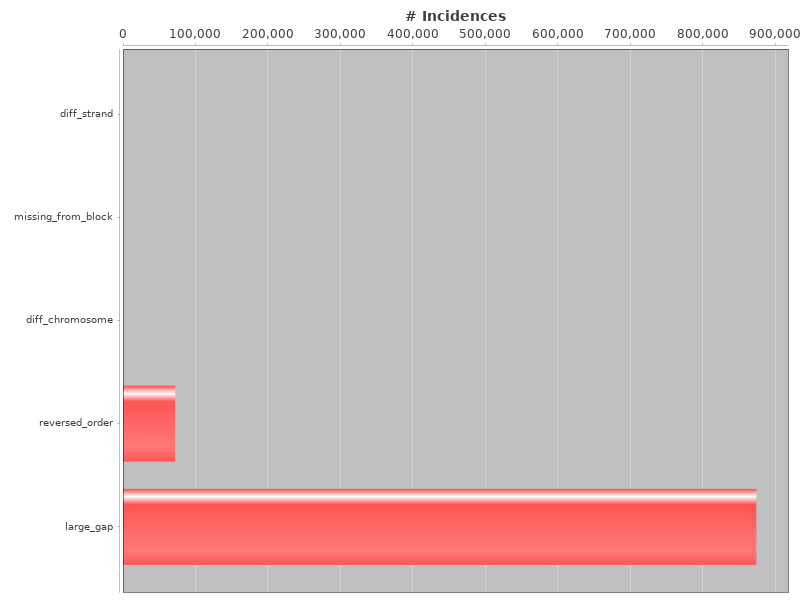 # Incidences
0 100,000 200,000 300,000 400,000 500,000 600,000 700,000 800,000 900,000
diff_strand
missing_from_block
diff_chromosome
reversed_order
large_gap